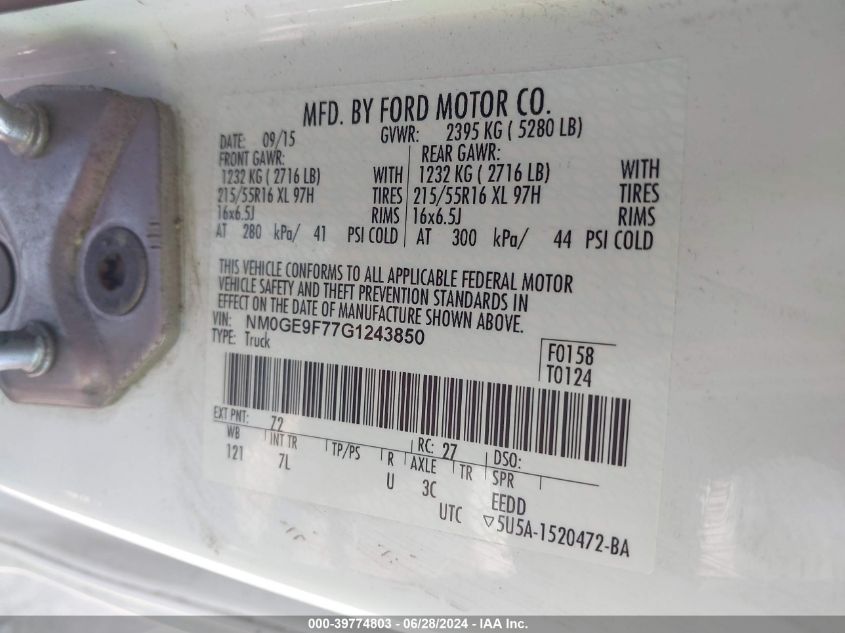 MFD. BY FORD MOTOR CO.
DATE: 09/15 GVWR: 2395 KG ( 5280 LB)
FRONT GAWR: REAR GAWR:
1232 KG ( 2716 LB) WITH 1232 KG ( 2716 LB) WITH
215/55R16 XL 97H TIRES 215/55R16 XL 97H TIRES
16x6.5J RIMS 16x6.5J RIMS
AT 280 kPa/ 41 PSI COLD AT 300 kPa/ 44 PSI COLD
THIS VEHICLE CONFORMS TO ALL APPLICABLE FEDERAL MOTOR
VEHICLE SAFETY AND THEFT PREVENTION STANDARDS IN
EFFECT ON THE DATE OF MANUFACTURE SHOWN ABOVE.
VIN: NM0GE9F77G1243850
TYPE: Truck
F0158
T0124
EXT PNT: 72 RC: 27 DSO:
WB INT TR TP/PS R AXLE TR SPR
121 7L U 3C EEDD
UTC ▽5U5A-1520472-BA
000-39774803 - 06/28/2024 - IAA Inc.